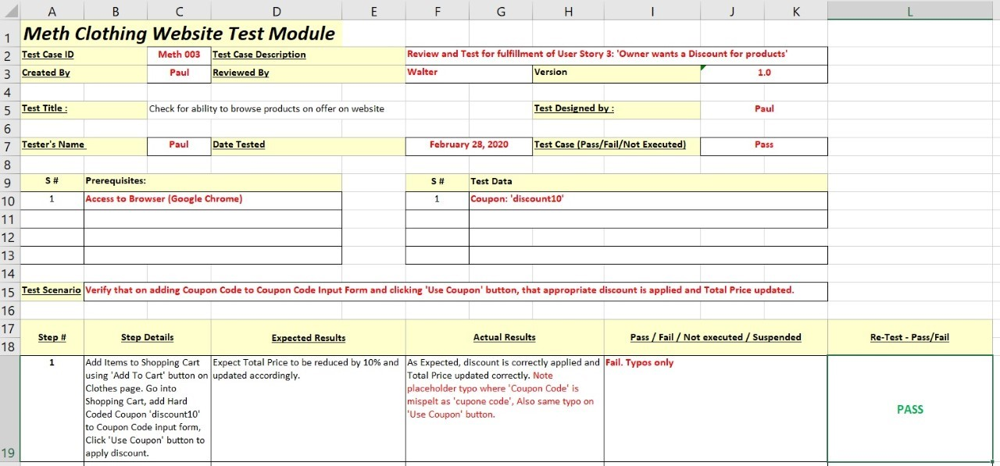 A B C D E F G H I J K L
1 Meth Clothing Website Test Module
2 Test Case ID Meth 003 Test Case Description Review and Test for fulfillment of User Story 3: 'Owner wants a Discount for products'
3 Created By Paul Reviewed By Walter Version 1.0
4
5 Test Title : Check for ability to browse products on offer on website Test Designed by :  Paul
6
7 Tester's Name Paul Date Tested February 28, 2020 Test Case (Pass/Fail/Not Executed) Pass
8
9 S # Prerequisites: S # Test Data
10 1 Access to Browser (Google Chrome) 1 Coupon: 'discount10'
11
12
13
14
15 Test Scenario Verify that on adding Coupon Code to Coupon Code Input Form and clicking 'Use Coupon' button, that appropriate discount is applied and Total Price updated.
16
17
18 Step # Step Details Expected Results Actual Results Pass / Fail / Not executed / Suspended Re-Test - Pass/Fail
19
1
Add Items to Shopping Cart
using 'Add To Cart' button on
Clothes page. Go into
Shopping Cart, add Hard
Coded Coupon 'discount10'
to Coupon Code input form,
Click 'Use Coupon' button to
apply discount.
Expect Total Price to be reduced by 10% and
updated accordingly.
As Expected, discount is correctly applied and
Total Price updated correctly. Note
placeholder typo where 'Coupon Code' is
mispelt as 'cupone code', Also same typo on
'Use Coupon' button.
Fail. Typos only
PASS